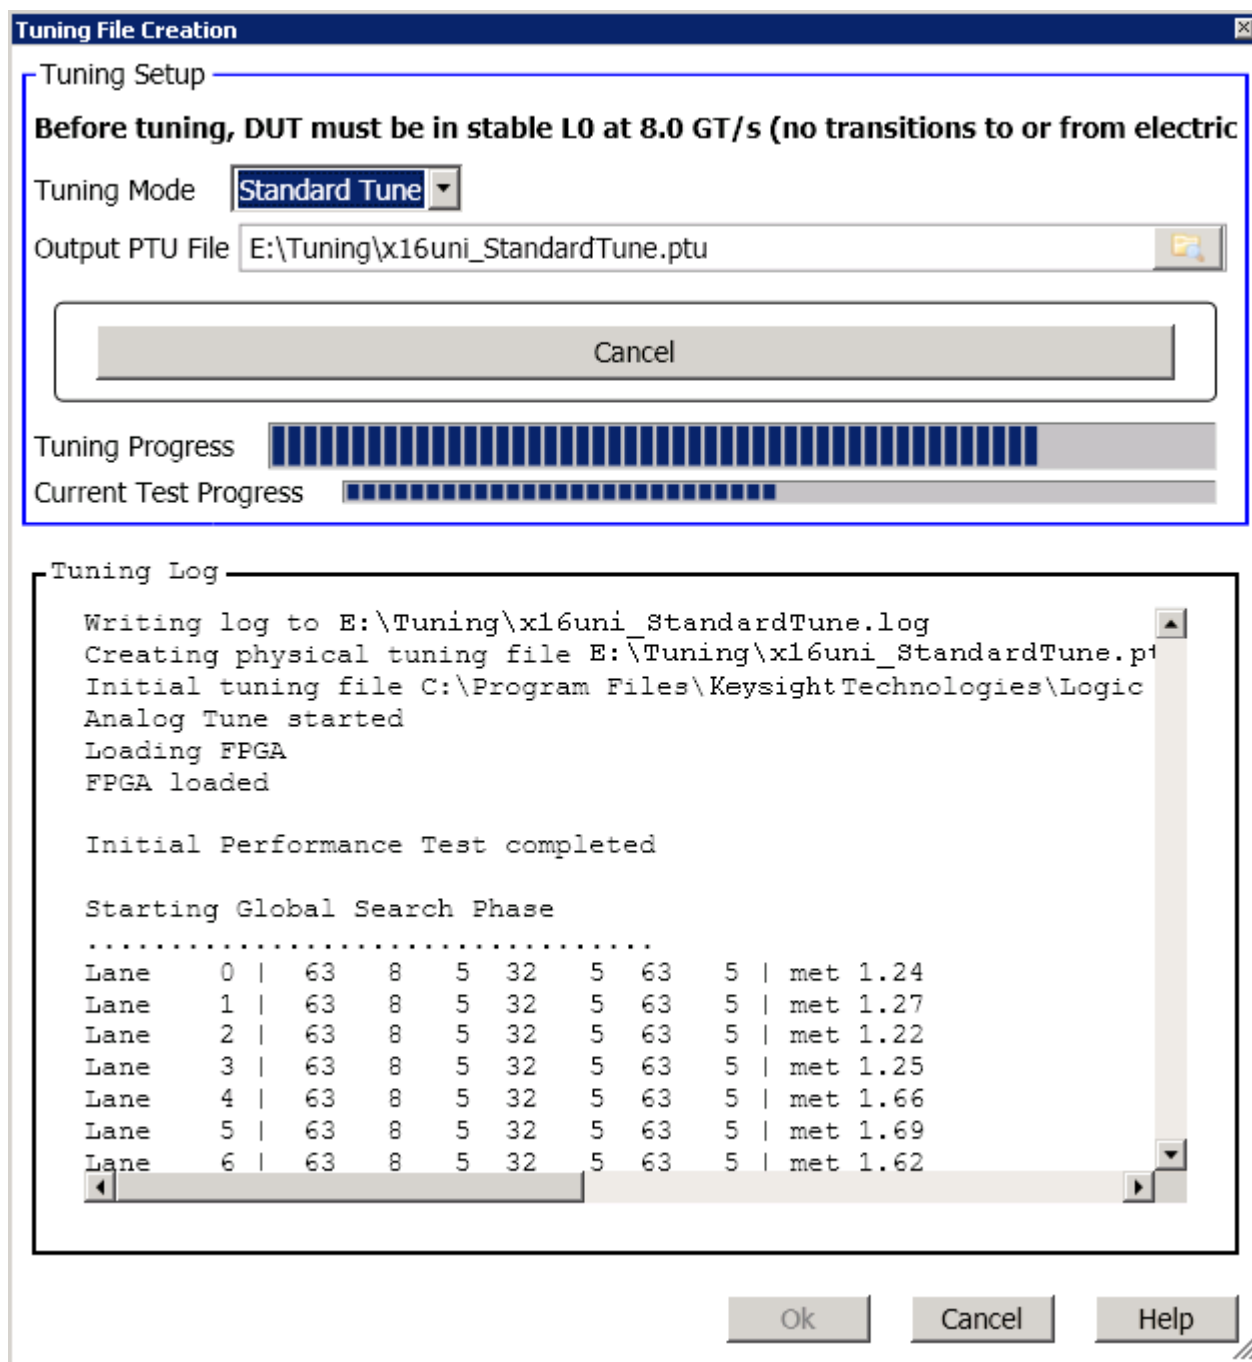 Tuning File Creation
Tuning Setup
Before tuning, DUT must be in stable L0 at 8.0 GT/s (no transitions to or from electric
Tuning Mode Standard Tune
Output PTU File E:\Tuning\x16uni_StandardTune.ptu
Cancel
Tuning Progress
Current Test Progress
Tuning Log
Writing log to E:\Tuning\x16uni_StandardTune.log
Creating physical tuning file E:\Tuning\x16uni_StandardTune.pt
Initial tuning file C:\Program Files\Keysight Technologies\Logic
Analog Tune started
Loading FPGA
FPGA loaded
Initial Performance Test completed
Starting Global Search Phase
..................................
Lane 0 | 63 8 5 32 5 63 5 | met 1.24
Lane 1 | 63 8 5 32 5 63 5 | met 1.27
Lane 2 | 63 8 5 32 5 63 5 | met 1.22
Lane 3 | 63 8 5 32 5 63 5 | met 1.25
Lane 4 | 63 8 5 32 5 63 5 | met 1.66
Lane 5 | 63 8 5 32 5 63 5 | met 1.69
Lane 6 | 63 8 5 32 5 63 5 | met 1.62
Ok Cancel Help